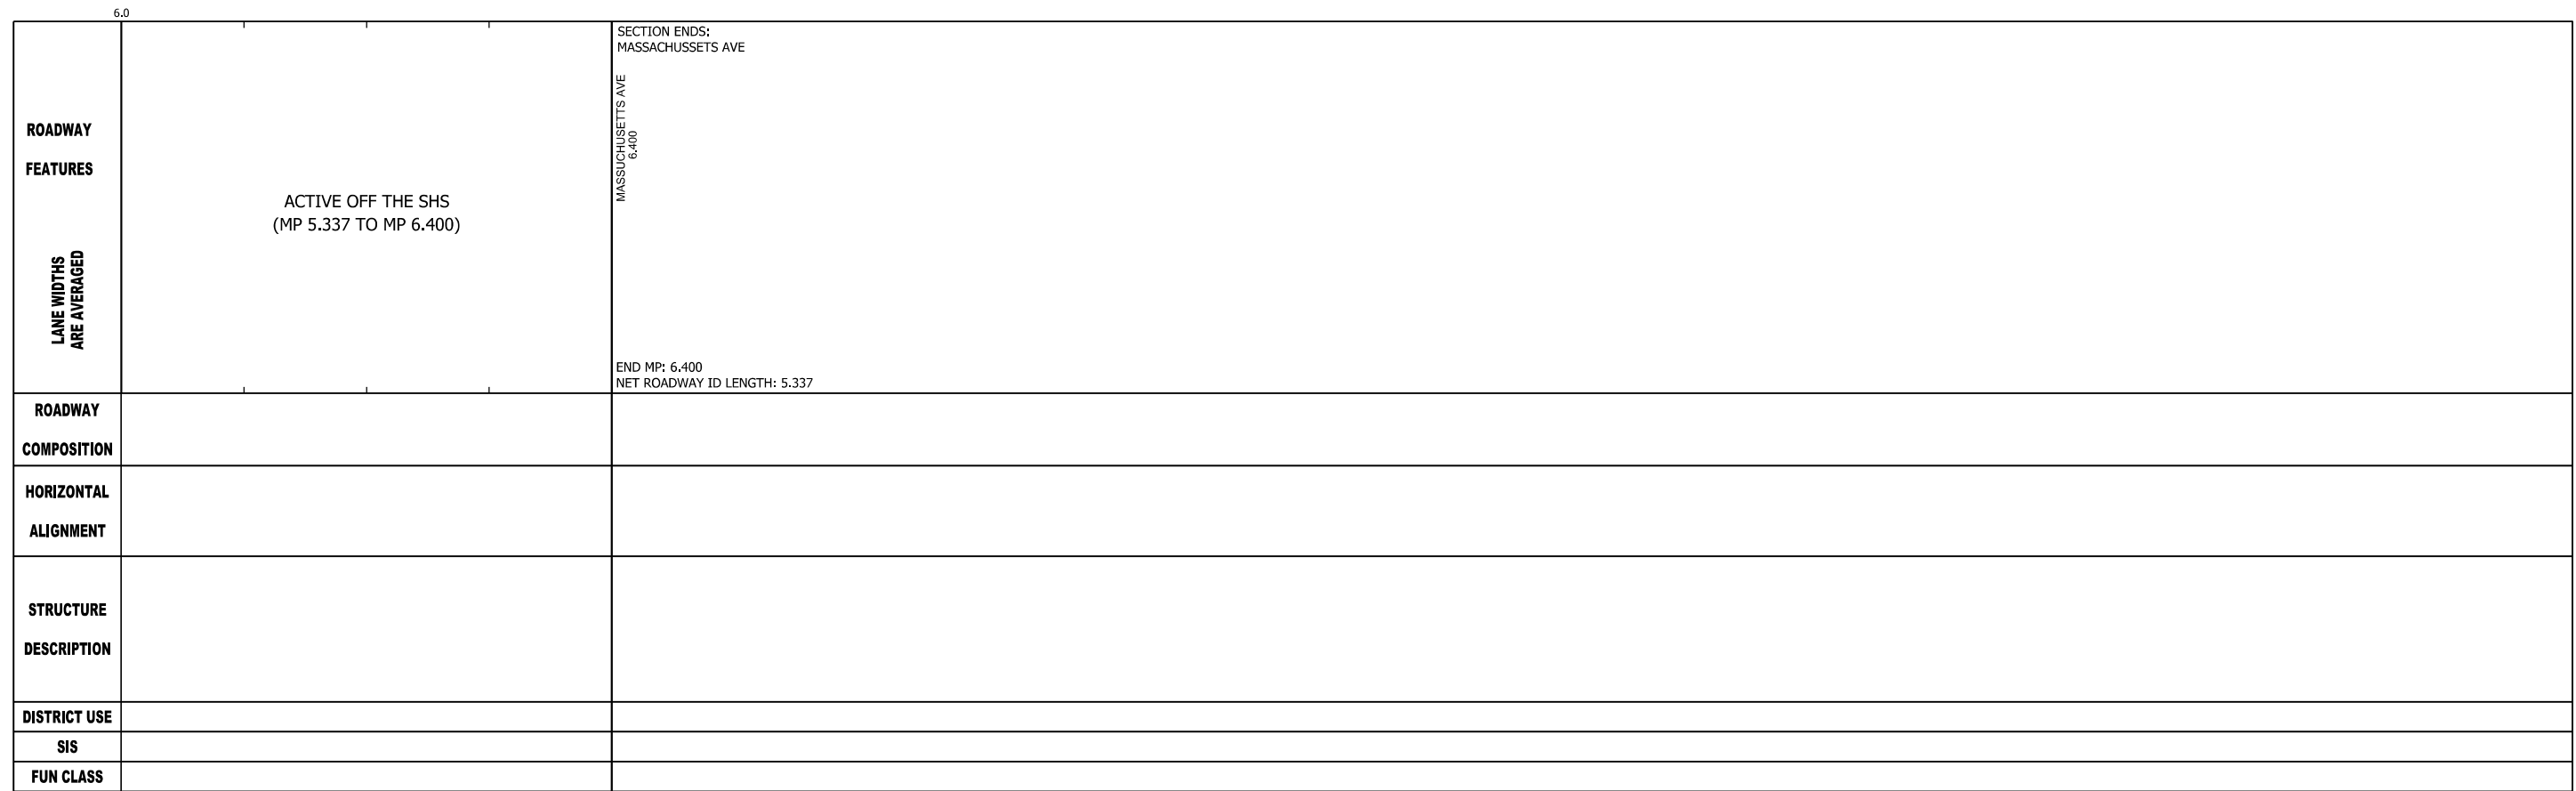 6.0
ROADWAY
FEATURES
LANE WIDTHS
ARE AVERAGED
ACTIVE OFF THE SHS
(MP 5.337 TO MP 6.400)
SECTION ENDS:
MASSACHUSSETS AVE
MASSUCHUSETTS AVE
6.400
END MP: 6.400
NET ROADWAY ID LENGTH: 5.337
ROADWAY
COMPOSITION
HORIZONTAL
ALIGNMENT
STRUCTURE
DESCRIPTION
DISTRICT USE
SIS
FUN CLASS